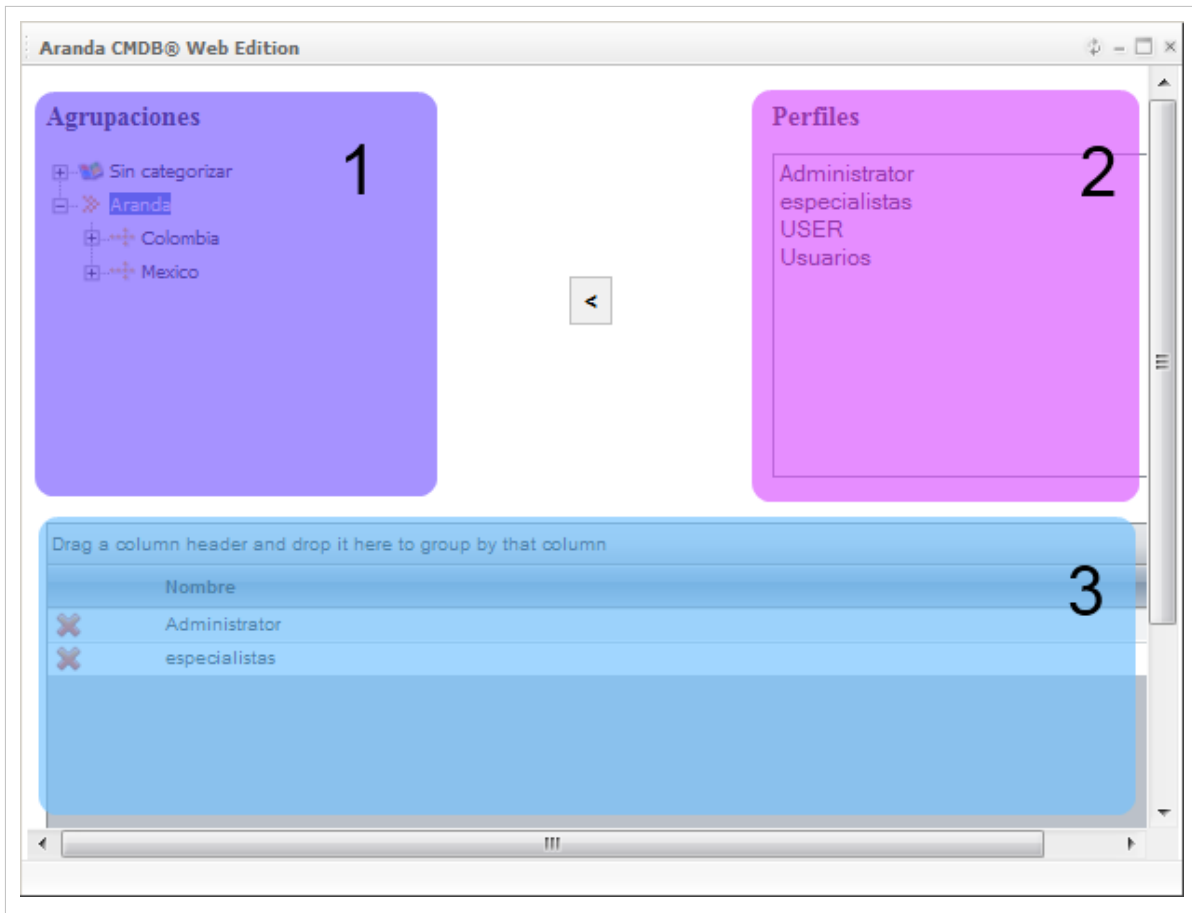 Aranda CMDB® Web Edition
Agrupaciones
1
Sin categorizar
Aranda
Colombia
Mexico
<
Perfiles
2
Administrator
especialistas
USER
Usuarios
Drag a column header and drop it here to group by that column
3
Nombre
Administrator
especialistas